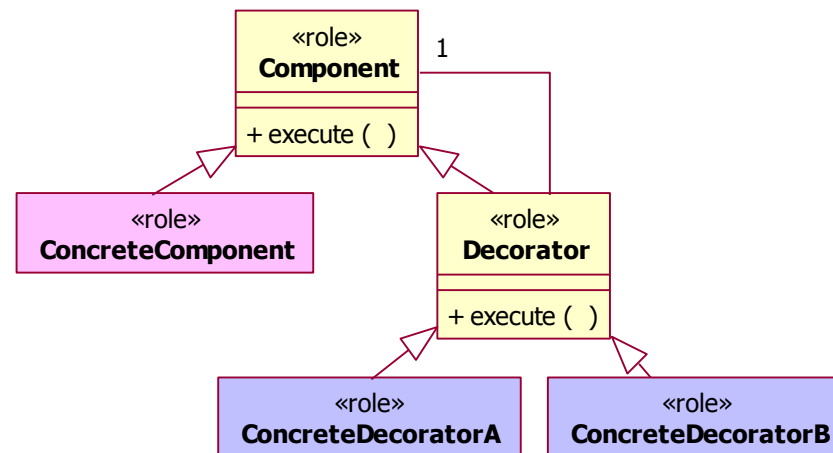 «role»
Component
1
+ execute (  )
«role»
ConcreteComponent
«role»
Decorator
+ execute (  )
«role»
ConcreteDecoratorA
«role»
ConcreteDecoratorB